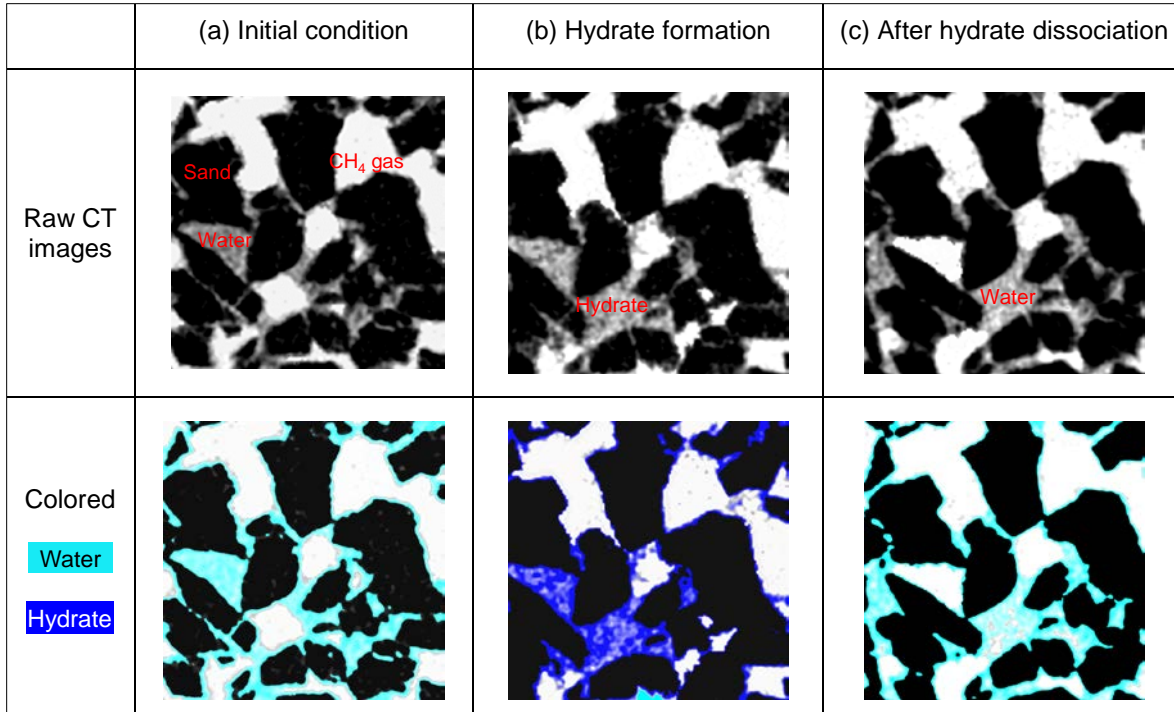 (a) Initial condition
(b) Hydrate formation
(c) After hydrate dissociation
Raw CT
images
Sand
CH₄ gas
Water
Hydrate
Water
Colored
Water
Hydrate